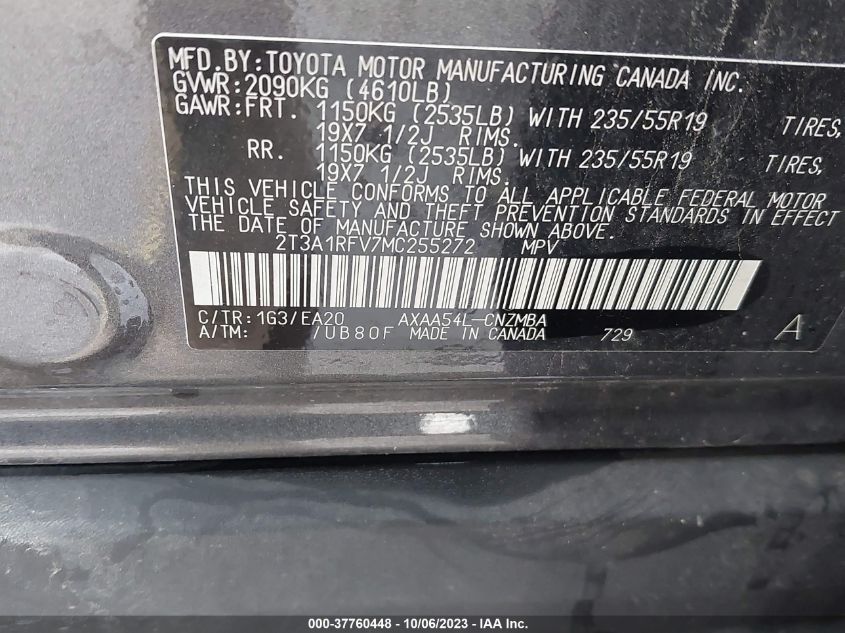 MFD.BY:TOYOTA MOTOR MANUFACTURING CANADA INC.
GVWR:2090KG (4610LB)
GAWR:FRT. 1150KG (2535LB) WITH 235/55R19 TIRES,
19X7 1/2J RIMS.
RR. 1150KG (2535LB) WITH 235/55R19 TIRES,
19X7 1/2J RIMS.
THIS VEHICLE CONFORMS TO ALL APPLICABLE FEDERAL MOTOR
VEHICLE SAFETY AND THEFT PREVENTION STANDARDS IN EFFECT
THE DATE OF MANUFACTURE SHOWN ABOVE.
2T3A1RFV7MC255272 MPV
C/TR:1G3/EA20 AXAA54L-CNZMBA
A/TM: /UB80F MADE IN CANADA 729 A
000-37760448 - 10/06/2023 - IAA Inc.